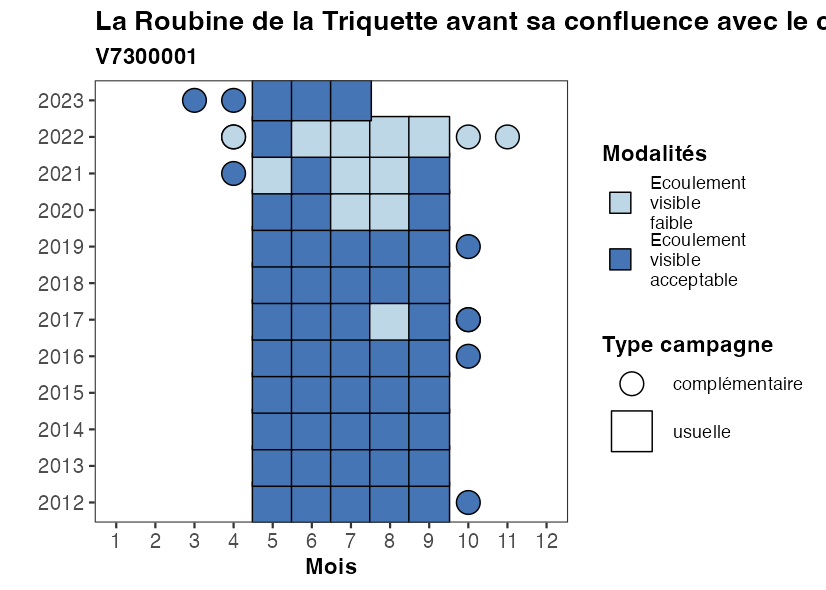 La Roubine de la Triquette avant sa confluence avec le c
V7300001
2023
2022
2021
2020
2019
2018
2017
2016
2015
2014
2013
2012
1 2 3 4 5 6 7 8 9 10 11 12
Mois
Modalités
Ecoulement
visible
faible
Ecoulement
visible
acceptable
Type campagne
complémentaire
usuelle